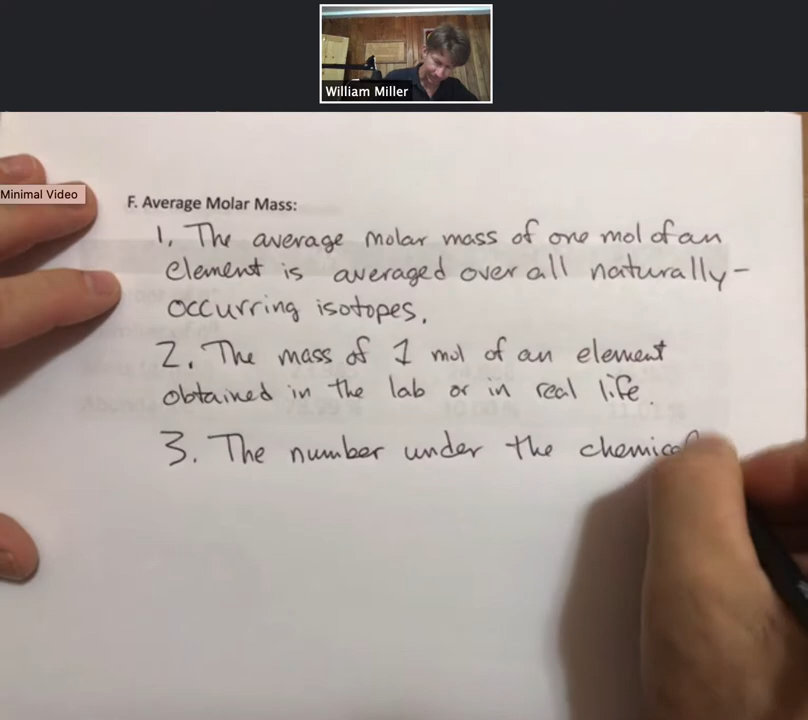 William Miller
Minimal Video
F. Average Molar Mass:
1. The average molar mass of one mol of an
element is averaged over all naturally-
occurring isotopes.
2. The mass of 1 mol of an element
obtained in the lab or in real life.
3. The number under the chemical